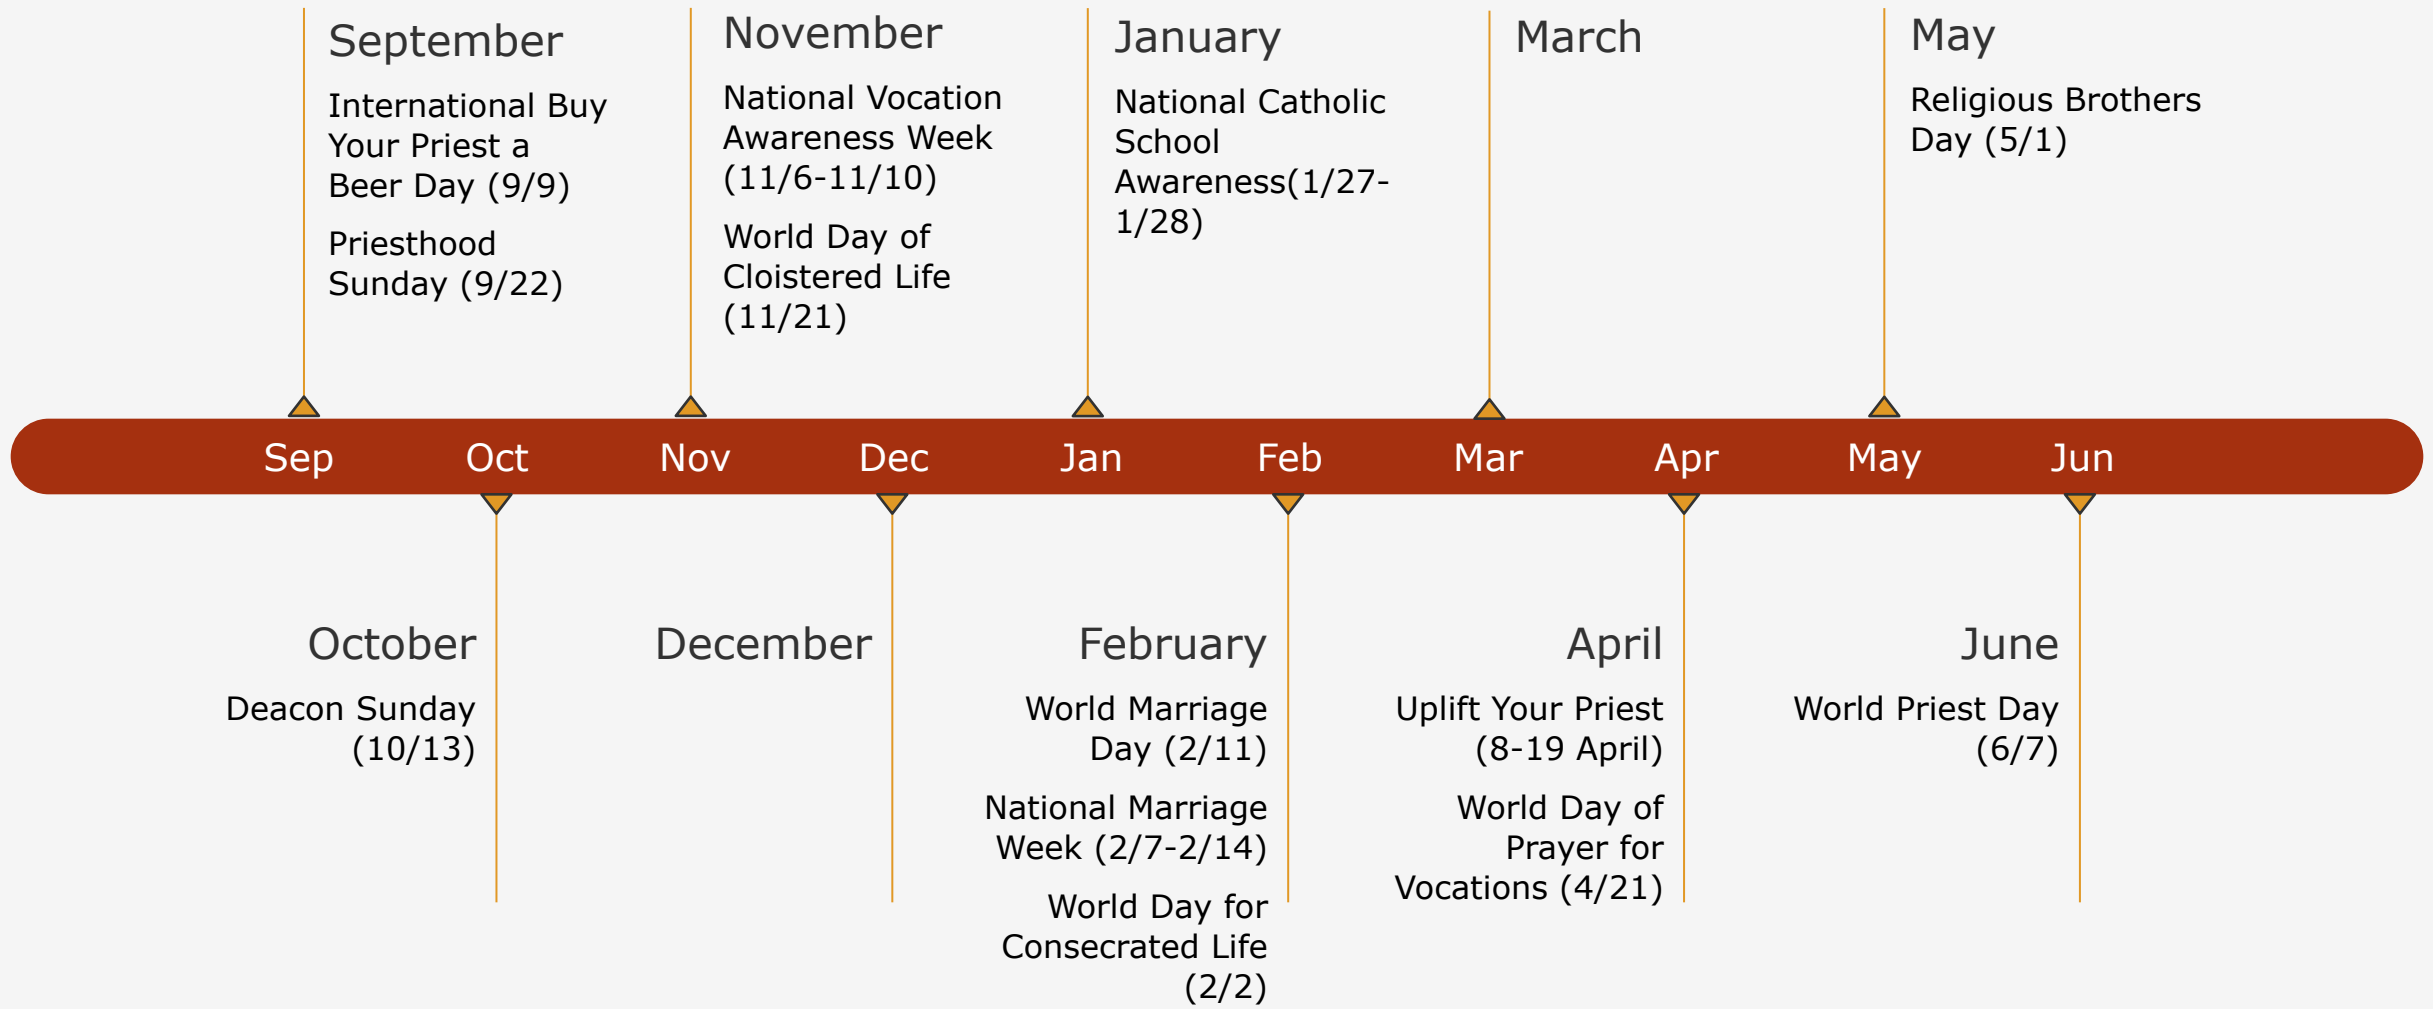 September
International Buy
Your Priest a
Beer Day (9/9)
Priesthood
Sunday (9/22)
November
National Vocation
Awareness Week
(11/6-11/10)
World Day of
Cloistered Life
(11/21)
January
National Catholic
School
Awareness(1/27-
1/28)
March
May
Religious Brothers
Day (5/1)
Sep Oct Nov Dec Jan Feb Mar Apr May Jun
October
Deacon Sunday
(10/13)
December
February
World Marriage
Day (2/11)
National Marriage
Week (2/7-2/14)
World Day for
Consecrated Life
(2/2)
April
Uplift Your Priest
(8-19 April)
World Day of
Prayer for
Vocations (4/21)
June
World Priest Day
(6/7)